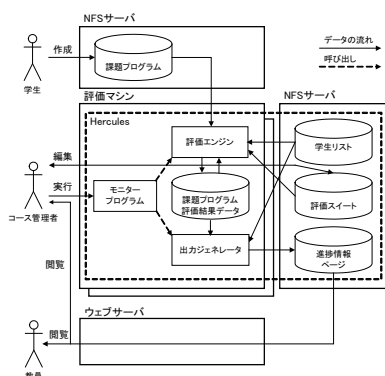 NFSサーバ
データの流れ
作成
課題プログラム
呼び出し
学生
評価マシン
NFSサーバ
Hercules
評価エンジン
学生リスト
編集
実行
モニター
プログラム
課題プログラム
評価結果データ
評価スイート
コース管理者
出力ジェネレータ
進捗情報
ページ
閲覧
ウェブサーバ
閲覧
教員